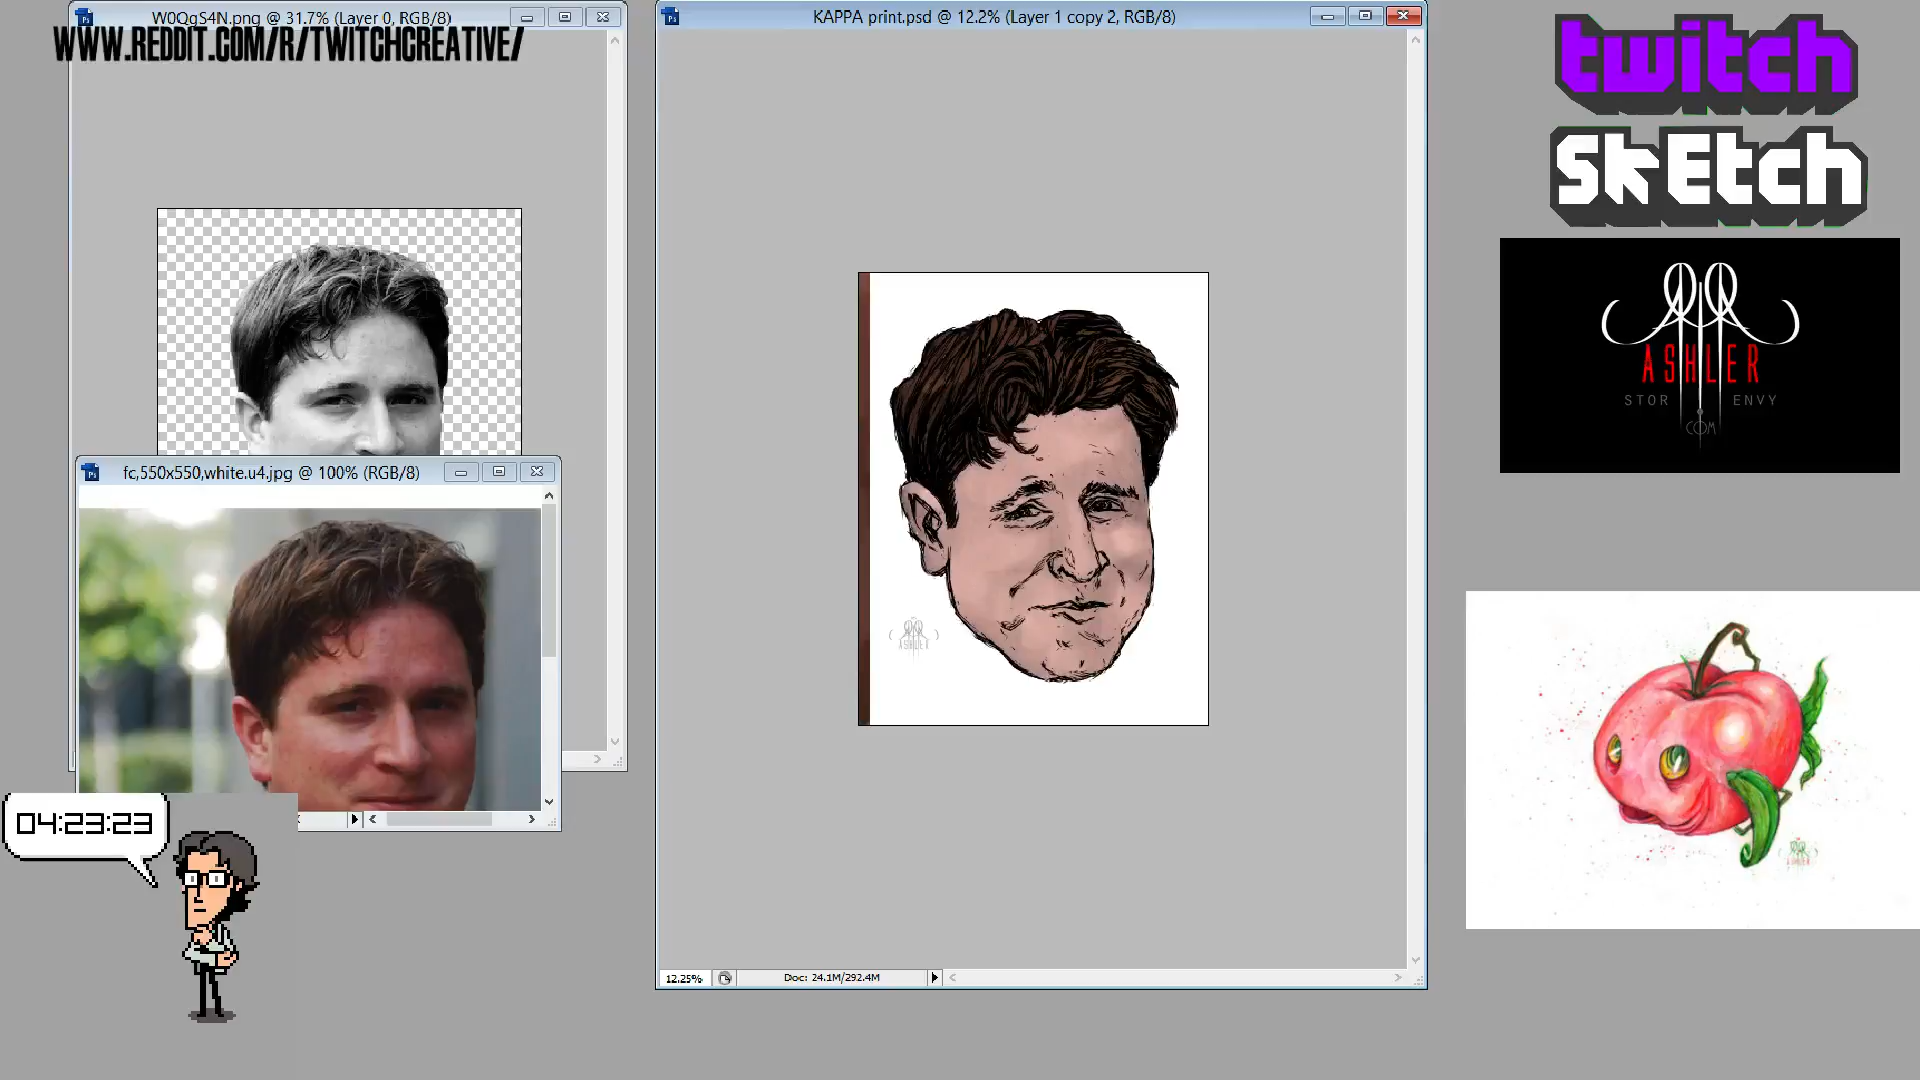 W0QgS4N.png @ 31.7% (Layer 0, RGB/8)
WWW.REDDIT.COM/R/TWITCHCREATIVE/
KAPPA print.psd @ 12.2% (Layer 1 copy 2, RGB/8)
twitch
SkEtch
ASHLER
STOR ENVY
COM
fc,550x550,white.u4.jpg @ 100% (RGB/8)
ASHLER
04:23:23
12.25%
Doc: 24.1M/292.4M